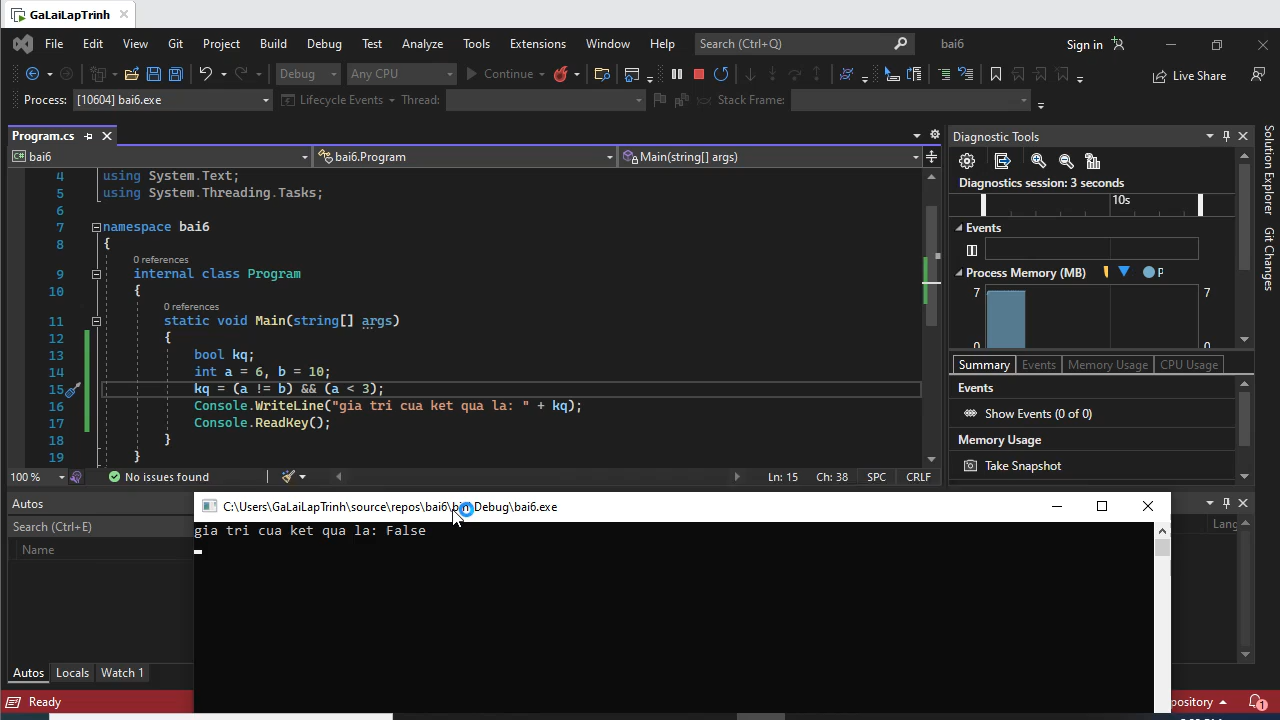 GaLaiLapTrinh
File Edit View Git Project Build Debug Test Analyze Tools Extensions Window Help Search (Ctrl+Q) bai6 Sign in
Debug Any CPU Continue Live Share
Process: [10604] bai6.exe Lifecycle Events Thread: Stack Frame:
Program.cs
C# bai6 bai6.Program Main(string[] args)
4 using System.Text;
5 using System.Threading.Tasks;
6
7 namespace bai6
8 {
0 references
9 internal class Program
10 {
0 references
11 static void Main(string[] args)
12 {
13 bool kq;
14 int a = 6, b = 10;
15 kq = (a != b) && (a < 3);
16 Console.WriteLine("gia tri cua ket qua la: " + kq);
17 Console.ReadKey();
18 }
19 }
100 % No issues found Ln: 15 Ch: 38 SPC CRLF
Diagnostic Tools
Diagnostics session: 3 seconds
10s
Events
Process Memory (MB) P
7 7
0 0
Summary Events Memory Usage CPU Usage
Events
Show Events (0 of 0)
Memory Usage
Take Snapshot
Solution Explorer
Git Changes
Autos
Search (Ctrl+E)
Name
Lang
C:\Users\GaLaiLapTrinh\source\repos\bai6\bin\Debug\bai6.exe
gia tri cua ket qua la: False
Autos Locals Watch 1
Ready pository 1